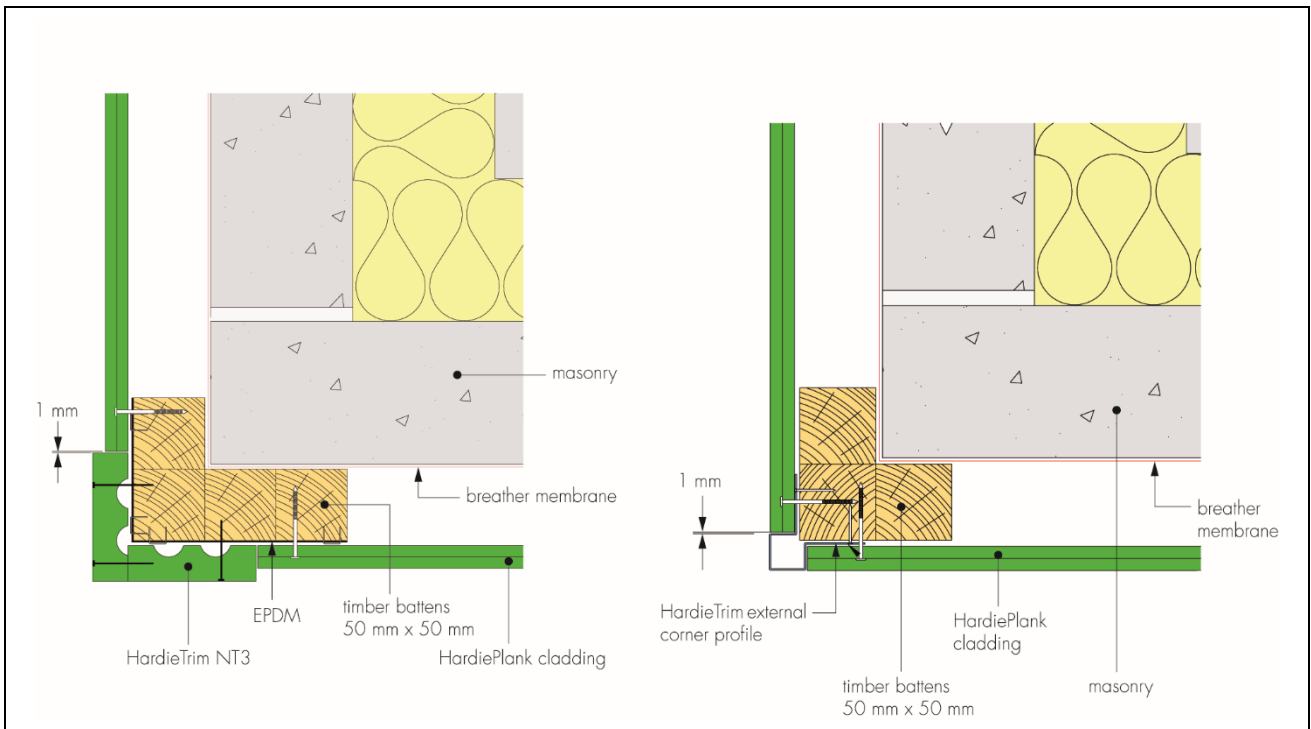 masonry
1 mm
breather membrane
EPDM
timber battens
50 mm x 50 mm
HardieTrim NT3
HardiePlank cladding
1 mm
breather
membrane
HardieTrim external
corner profile
HardiePlank
cladding
timber battens
50 mm x 50 mm
masonry